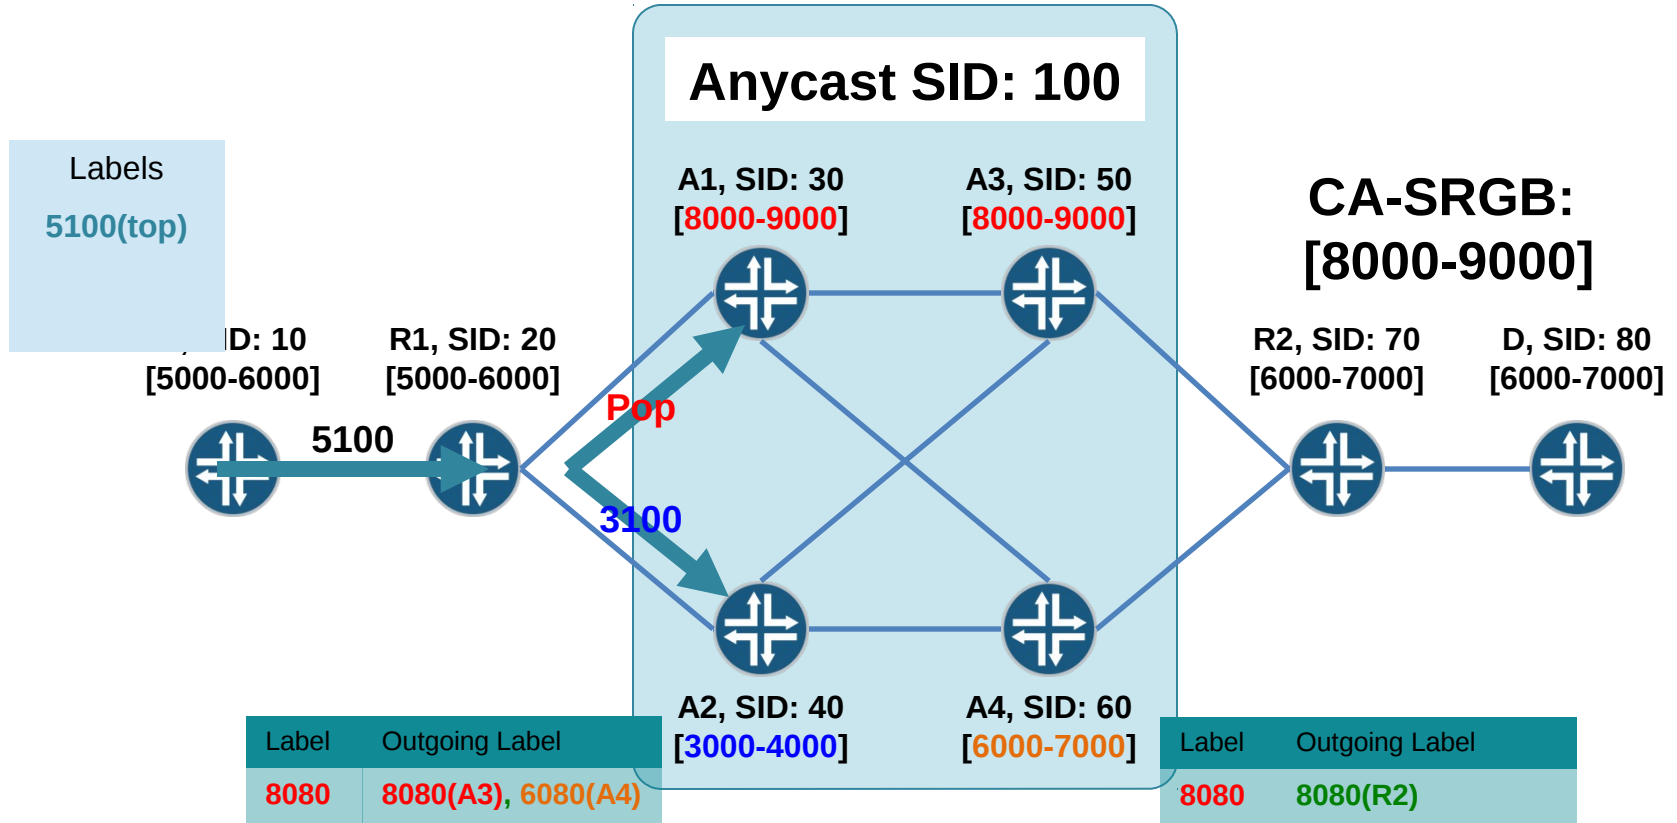 Anycast SID: 100
Labels
5100(top)
A1, SID: 30
[8000-9000]
A3, SID: 50
[8000-9000]
CA-SRGB:
[8000-9000]
ID: 10
[5000-6000]
R1, SID: 20
[5000-6000]
R2, SID: 70
[6000-7000]
D, SID: 80
[6000-7000]
Pop
5100
3100
A2, SID: 40
[3000-4000]
A4, SID: 60
[6000-7000]
Label Outgoing Label
8080 8080(A3), 6080(A4)
Label Outgoing Label
8080 8080(R2)